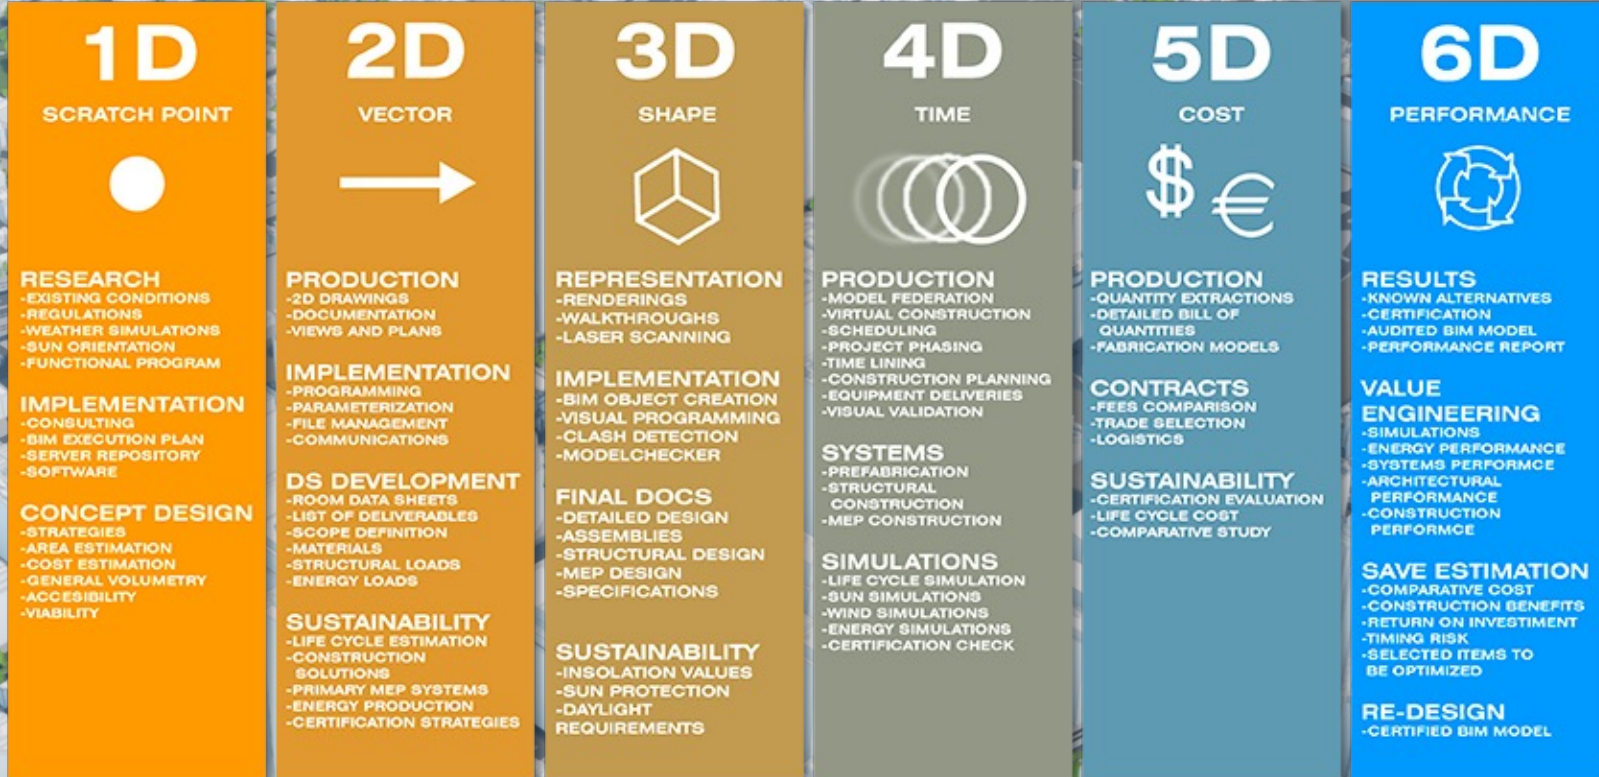 1D
SCRATCH POINT
RESEARCH
-EXISTING CONDITIONS
-REGULATIONS
-WEATHER SIMULATIONS
-SUN ORIENTATION
-FUNCTIONAL PROGRAM
IMPLEMENTATION
-CONSULTING
-BIM EXECUTION PLAN
-SERVER REPOSITORY
-SOFTWARE
CONCEPT DESIGN
-STRATEGIES
-AREA ESTIMATION
-COST ESTIMATION
-GENERAL VOLUMETRY
-ACCESIBILITY
-VIABILITY
2D
VECTOR
PRODUCTION
-2D DRAWINGS
-DOCUMENTATION
-VIEWS AND PLANS
IMPLEMENTATION
-PROGRAMMING
-PARAMETERIZATION
-FILE MANAGEMENT
-COMMUNICATIONS
DS DEVELOPMENT
-ROOM DATA SHEETS
-LIST OF DELIVERABLES
-SCOPE DEFINITION
-MATERIALS
-STRUCTURAL LOADS
-ENERGY LOADS
SUSTAINABILITY
-LIFE CYCLE ESTIMATION
-CONSTRUCTION
SOLUTIONS
-PRIMARY MEP SYSTEMS
-ENERGY PRODUCTION
-CERTIFICATION STRATEGIES
3D
SHAPE
REPRESENTATION
-RENDERINGS
-WALKTHROUGHS
-LASER SCANNING
IMPLEMENTATION
-BIM OBJECT CREATION
-VISUAL PROGRAMMING
-CLASH DETECTION
-MODELCHECKER
FINAL DOCS
-DETAILED DESIGN
-ASSEMBLIES
-STRUCTURAL DESIGN
-MEP DESIGN
-SPECIFICATIONS
SUSTAINABILITY
-INSOLATION VALUES
-SUN PROTECTION
-DAYLIGHT
REQUIREMENTS
4D
TIME
PRODUCTION
-MODEL FEDERATION
-VIRTUAL CONSTRUCTION
-SCHEDULING
-PROJECT PHASING
-TIME LINING
-CONSTRUCTION PLANNING
-EQUIPMENT DELIVERIES
-VISUAL VALIDATION
SYSTEMS
-PREFABRICATION
-STRUCTURAL
CONSTRUCTION
-MEP CONSTRUCTION
SIMULATIONS
-LIFE CYCLE SIMULATION
-SUN SIMULATIONS
-WIND SIMULATIONS
-ENERGY SIMULATIONS
-CERTIFICATION CHECK
5D
COST
$ €
PRODUCTION
-QUANTITY EXTRACTIONS
-DETAILED BILL OF
QUANTITIES
-FABRICATION MODELS
CONTRACTS
-FEES COMPARISON
-TRADE SELECTION
-LOGISTICS
SUSTAINABILITY
-CERTIFICATION EVALUATION
-LIFE CYCLE COST
-COMPARATIVE STUDY
6D
PERFORMANCE
RESULTS
-KNOWN ALTERNATIVES
-CERTIFICATION
-AUDITED BIM MODEL
-PERFORMANCE REPORT
VALUE
ENGINEERING
-SIMULATIONS
-ENERGY PERFORMANCE
-SYSTEMS PERFORMCE
-ARCHITECTURAL
PERFORMANCE
-CONSTRUCTION
PERFORMCE
SAVE ESTIMATION
-COMPARATIVE COST
-CONSTRUCTION BENEFITS
-RETURN ON INVESTIMENT
-TIMING RISK
-SELECTED ITEMS TO
BE OPTIMIZED
RE-DESIGN
-CERTIFIED BIM MODEL